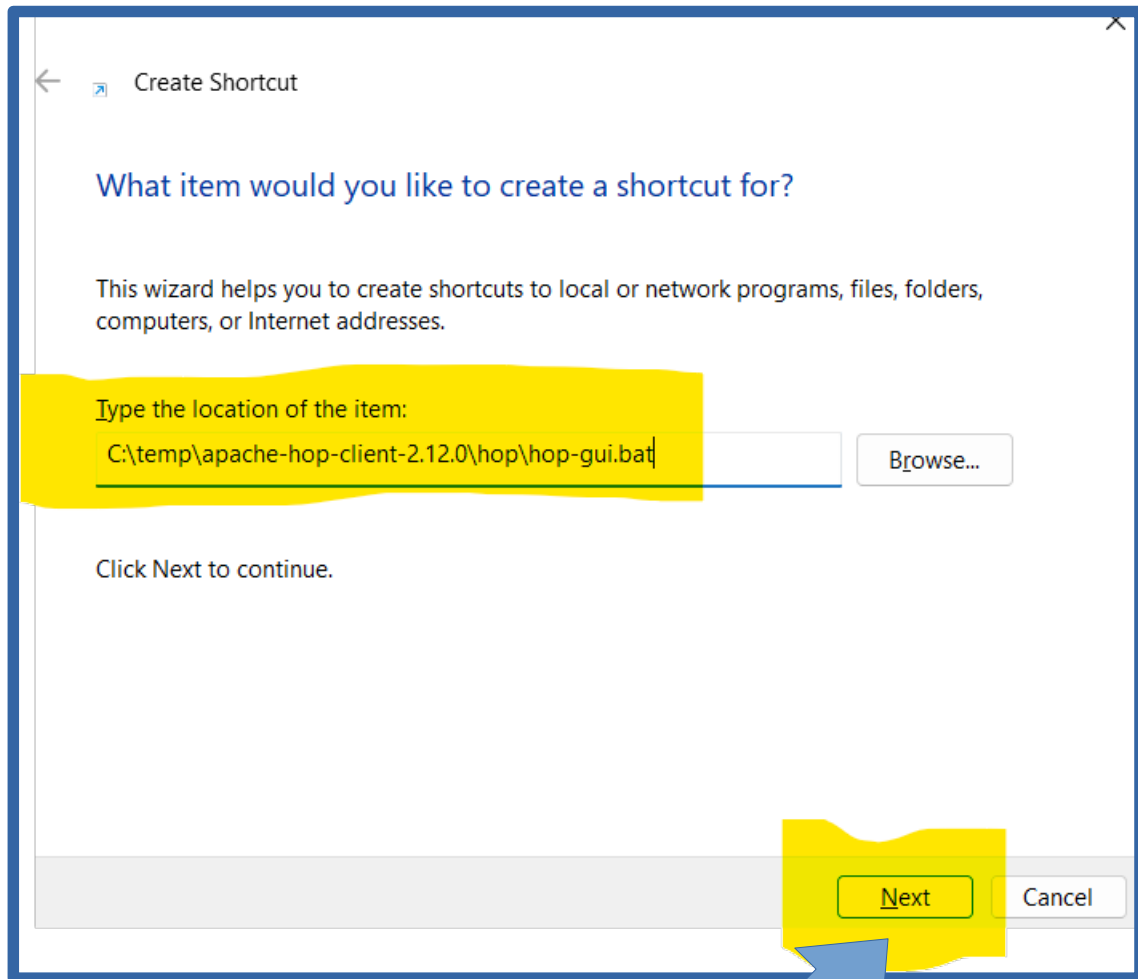 Create Shortcut
What item would you like to create a shortcut for?
This wizard helps you to create shortcuts to local or network programs, files, folders,
computers, or Internet addresses.
Type the location of the item:
C:\temp\apache-hop-client-2.12.0\hop\hop-gui.bat
Browse...
Click Next to continue.
Next
Cancel